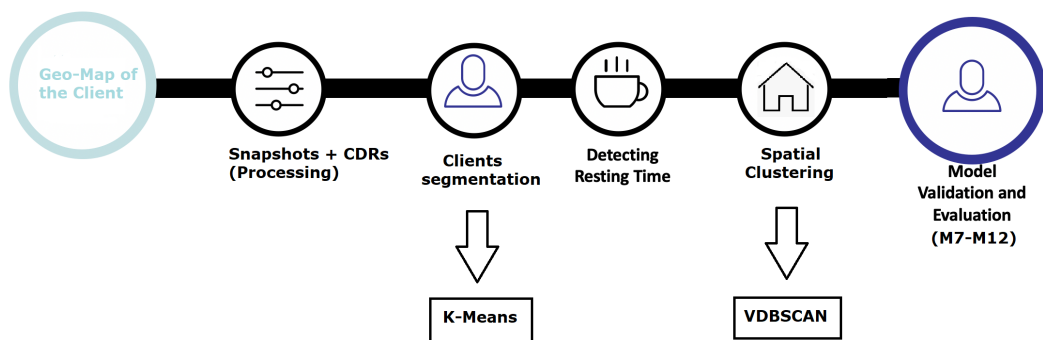 Geo-Map of
the Client
Snapshots + CDRs
(Processing)
Clients
segmentation
Detecting
Resting Time
Spatial
Clustering
Model
Validation and
Evaluation
(M7-M12)
K-Means
VDBSCAN